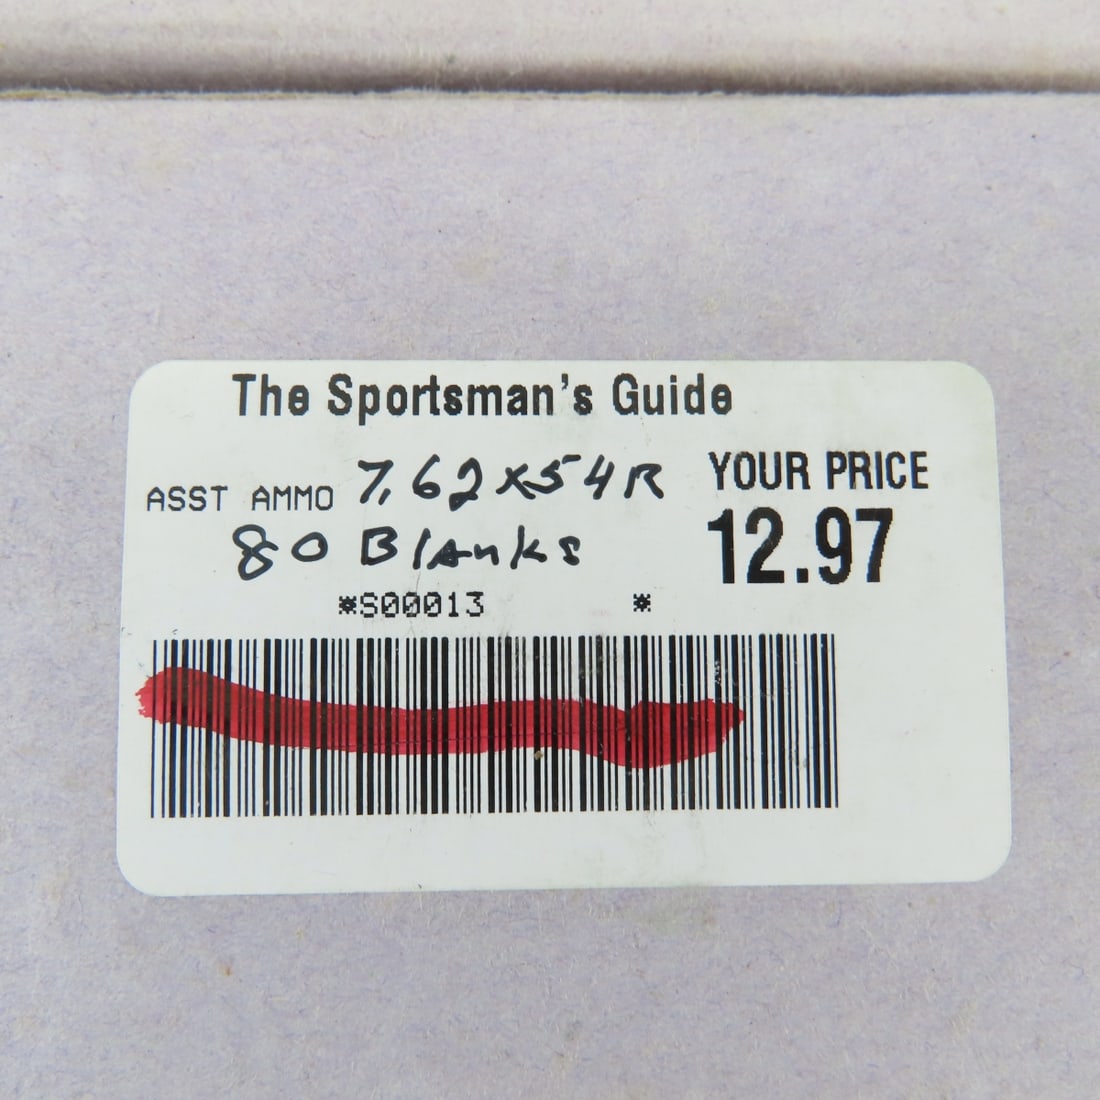 The Sportsman's Guide
ASST AMMO 7.62x54R
80 Blanks
YOUR PRICE
12.97
*S00013 *